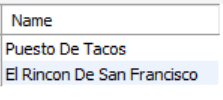 Name
Puesto De Tacos
El Rincon De San Francisco